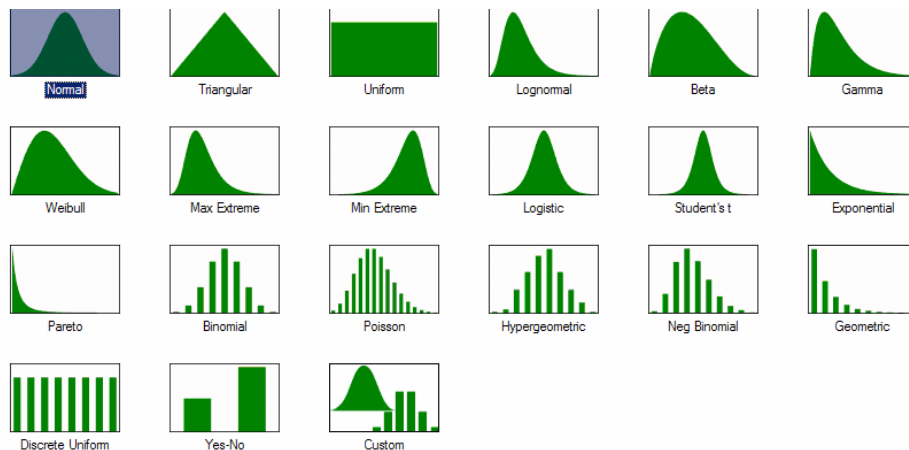 Normal
Triangular
Uniform
Lognormal
Beta
Gamma
Weibull
Max Extreme
Min Extreme
Logistic
Student's t
Exponential
Pareto
Binomial
Poisson
Hypergeometric
Neg Binomial
Geometric
Discrete Uniform
Yes-No
Custom